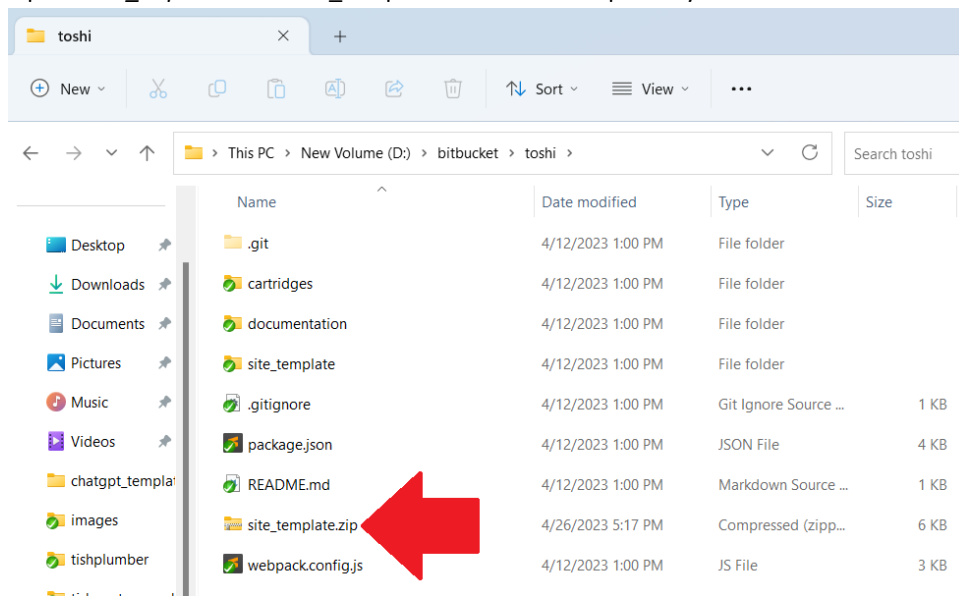 toshi
New
Sort
View
This PC > New Volume (D:) > bitbucket > toshi >
Search toshi
Name Date modified Type Size
Desktop
Downloads
Documents
Pictures
Music
Videos
chatgpt_templat
images
tishplumber
.git 4/12/2023 1:00 PM File folder
cartridges 4/12/2023 1:00 PM File folder
documentation 4/12/2023 1:00 PM File folder
site_template 4/12/2023 1:00 PM File folder
.gitignore 4/12/2023 1:00 PM Git Ignore Source ... 1 KB
package.json 4/12/2023 1:00 PM JSON File 4 KB
README.md 4/12/2023 1:00 PM Markdown Source ... 1 KB
site_template.zip 4/26/2023 5:17 PM Compressed (zipp... 6 KB
webpack.config.js 4/12/2023 1:00 PM JS File 3 KB